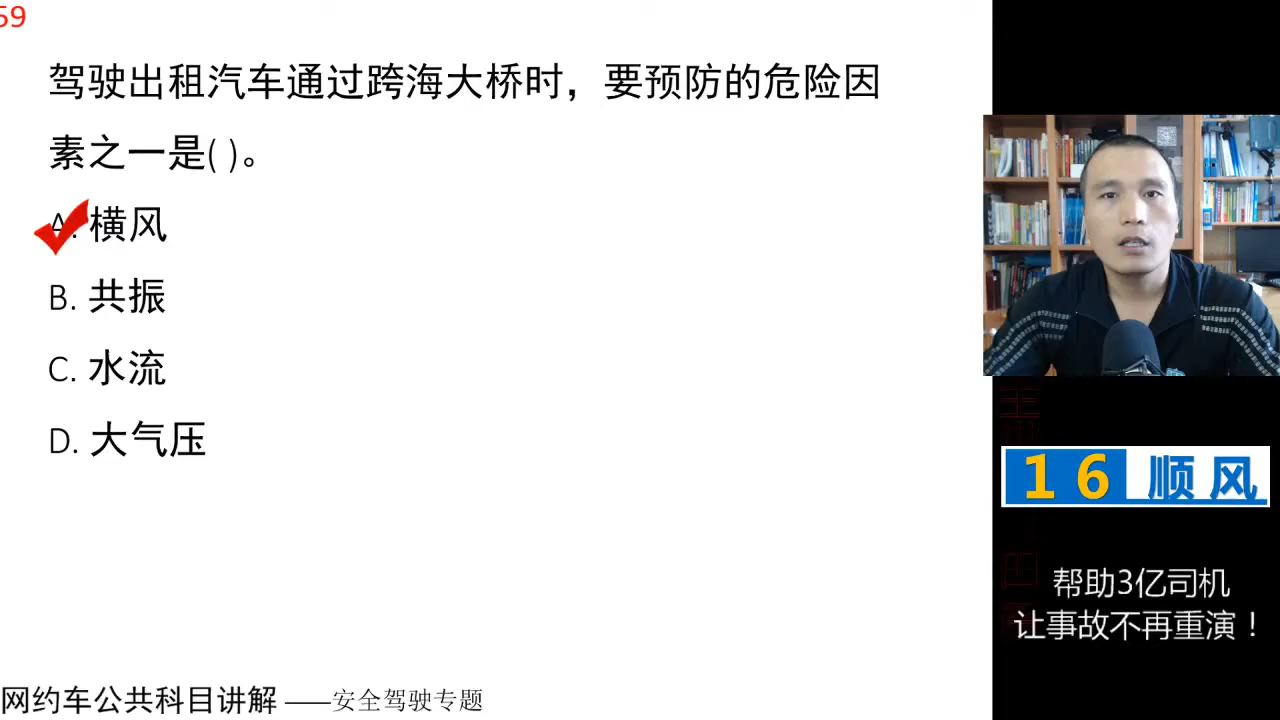 59
驾驶出租汽车通过跨海大桥时，要预防的危险因
素之一是( )。
A. 横风
B. 共振
C. 水流
D. 大气压
16顺风
帮助3亿司机
让事故不再重演！
网约车公共科目讲解 ——安全驾驶专题